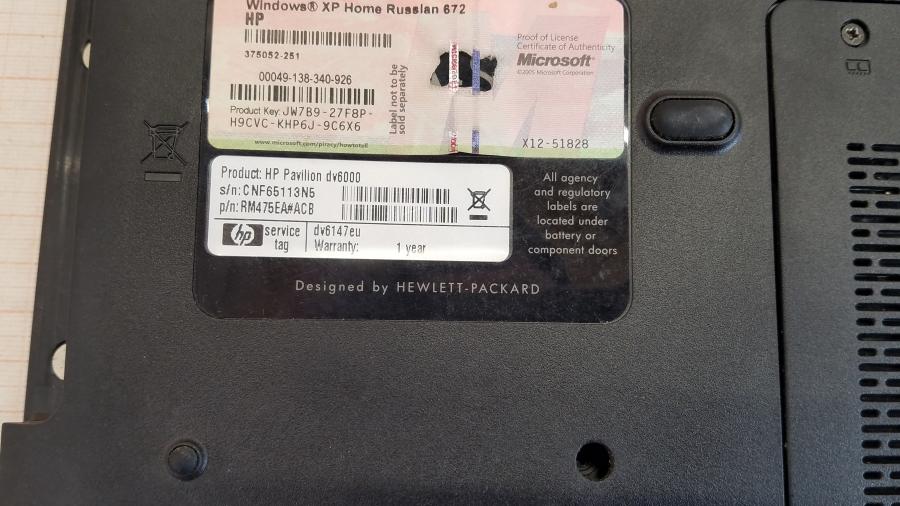 Windows® XP Home Russian 672
HP
375052-251
00049-138-340-926
Product Key: JW7B9-27F8P-
H9CVC-KHP6J-9C6X6
www.microsoft.com/piracy/howtotell
Label not to be
sold separately
Proof of License
Certificate of Authenticity
Microsoft®
©2005 Microsoft Corporation
X12-51828
Product: HP Pavilion dv6000
s/n: CNF65113N5
p/n: RM475EA#ACB
hp service
tag
dv6147eu
Warranty: 1 year
All agency
and regulatory
labels are
located under
battery or
component doors
Designed by HEWLETT-PACKARD